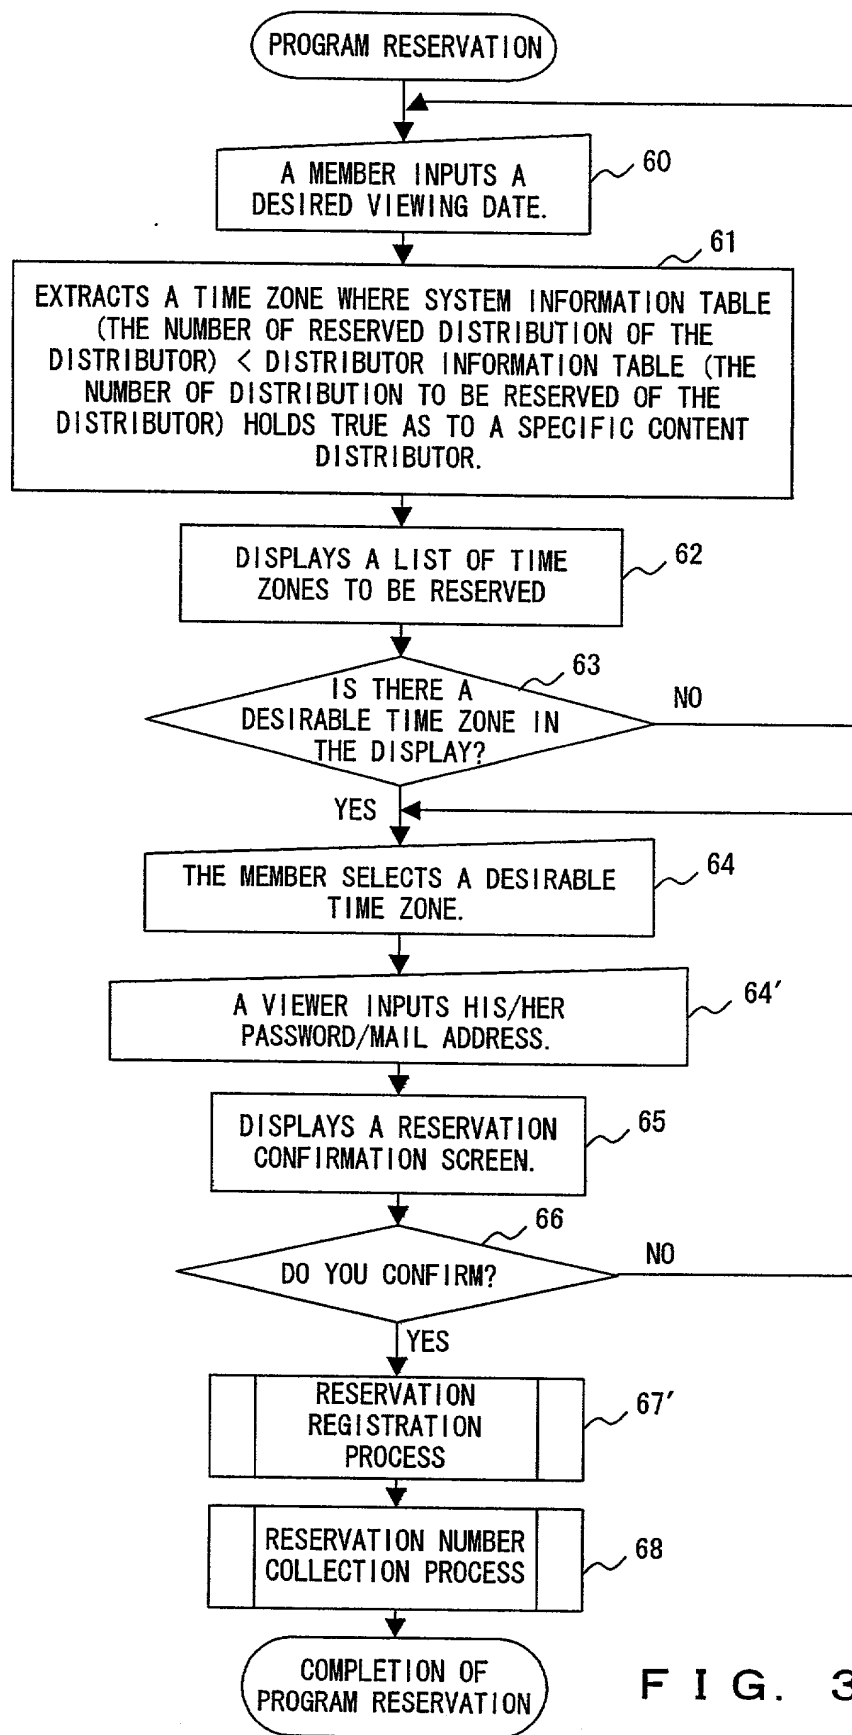 PROGRAM RESERVATION
A MEMBER INPUTS A
DESIRED VIEWING DATE.
60
61
EXTRACTS A TIME ZONE WHERE SYSTEM INFORMATION TABLE
(THE NUMBER OF RESERVED DISTRIBUTION OF THE
DISTRIBUTOR) < DISTRIBUTOR INFORMATION TABLE (THE
NUMBER OF DISTRIBUTION TO BE RESERVED OF THE
DISTRIBUTOR) HOLDS TRUE AS TO A SPECIFIC CONTENT
DISTRIBUTOR.
DISPLAYS A LIST OF TIME
ZONES TO BE RESERVED
62
63
IS THERE A
DESIRABLE TIME ZONE IN
THE DISPLAY?
NO
YES
THE MEMBER SELECTS A DESIRABLE
TIME ZONE.
64
A VIEWER INPUTS HIS/HER
PASSWORD/MAIL ADDRESS.
64′
DISPLAYS A RESERVATION
CONFIRMATION SCREEN.
65
66
DO YOU CONFIRM?
NO
YES
RESERVATION
REGISTRATION
PROCESS
67′
RESERVATION NUMBER
COLLECTION PROCESS
68
COMPLETION OF
PROGRAM RESERVATION
FIG. 3